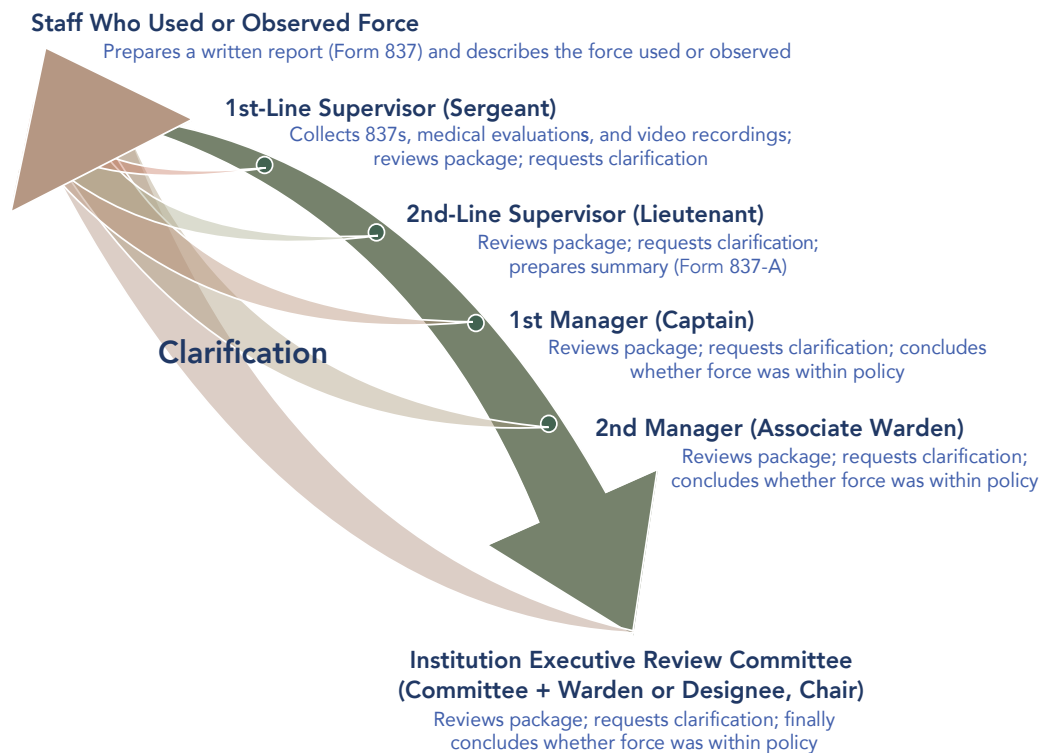 Staff Who Used or Observed Force
Prepares a written report (Form 837) and describes the force used or observed
1st-Line Supervisor (Sergeant)
Collects 837s, medical evaluations, and video recordings;
reviews package; requests clarification
2nd-Line Supervisor (Lieutenant)
Reviews package; requests clarification;
prepares summary (Form 837-A)
1st Manager (Captain)
Reviews package; requests clarification; concludes
whether force was within policy
Clarification
2nd Manager (Associate Warden)
Reviews package; requests clarification;
concludes whether force was within policy
Institution Executive Review Committee
(Committee + Warden or Designee, Chair)
Reviews package; requests clarification; finally
concludes whether force was within policy